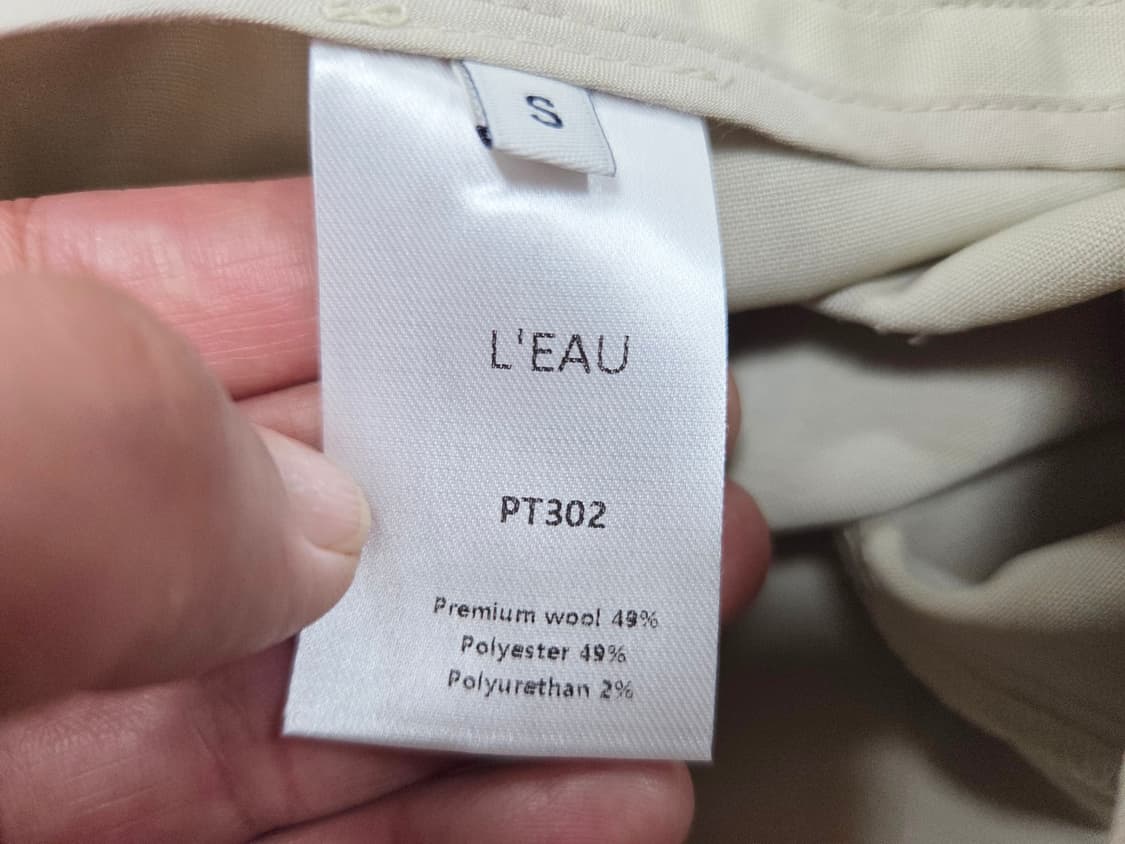 S
L'EAU
PT302
Premium wool 49%
Polyester 49%
Polyurethan 2%